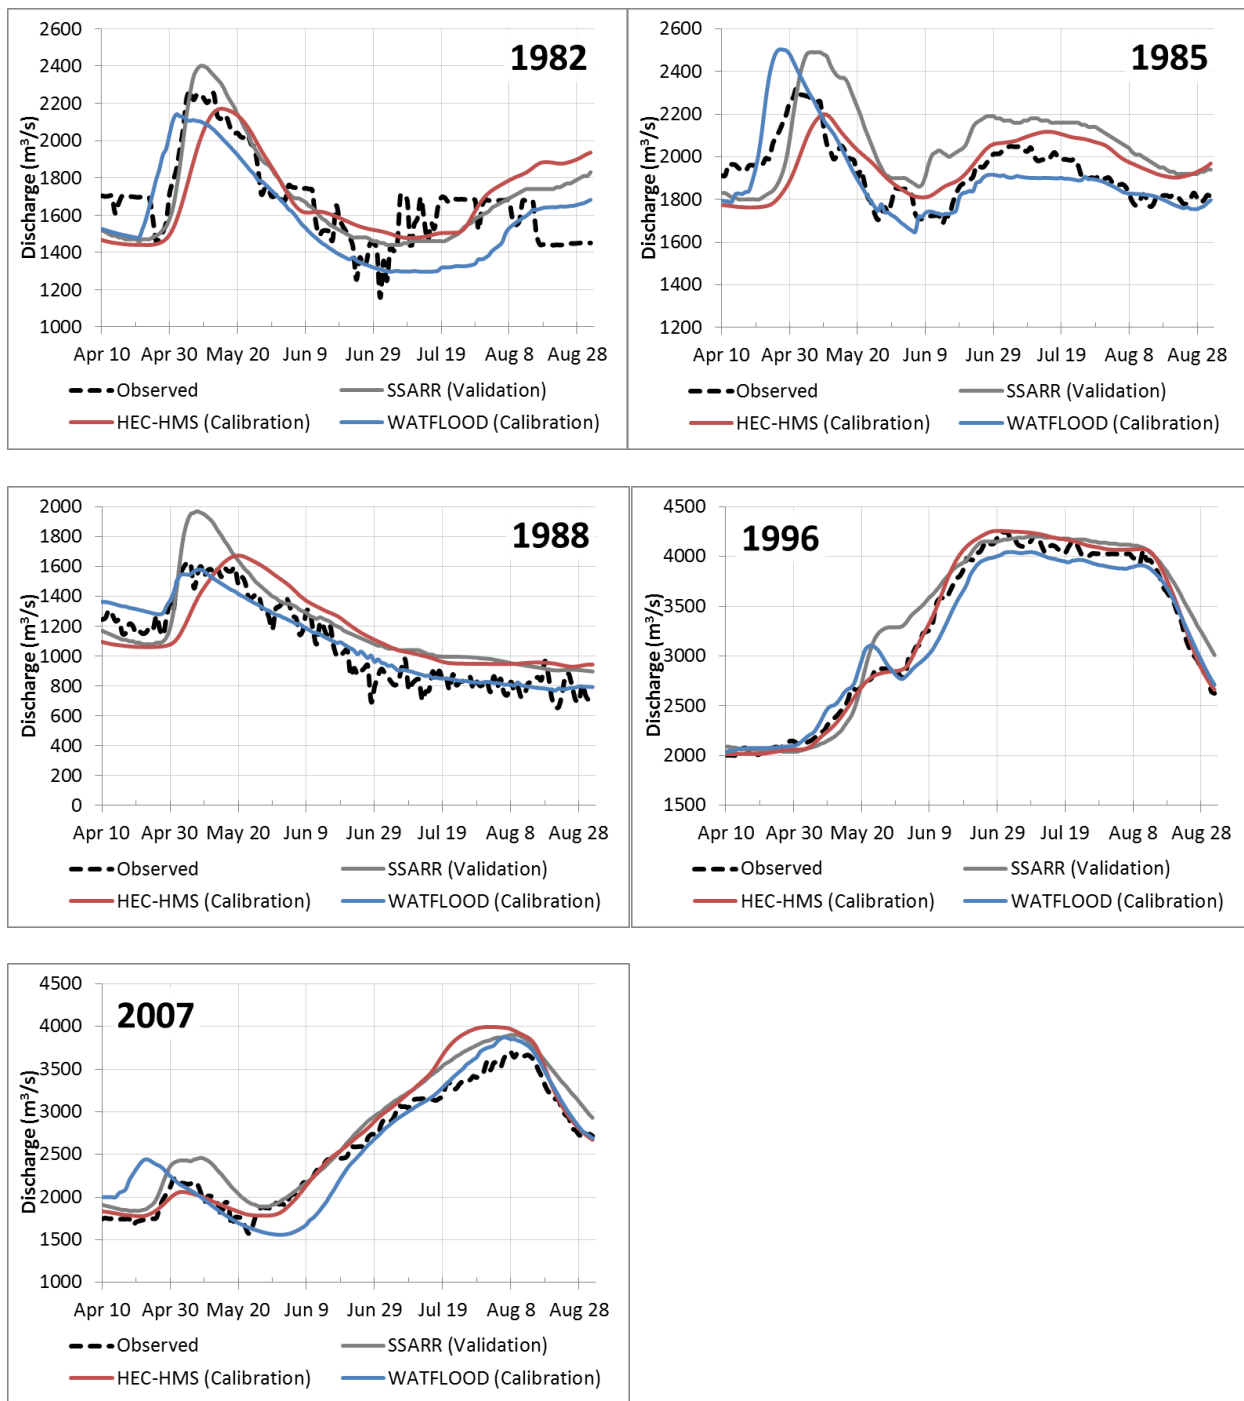 1982
Discharge (m³/s)
2600
2400
2200
2000
1800
1600
1400
1200
1000
Apr 10 Apr 30 May 20 Jun 9 Jun 29 Jul 19 Aug 8 Aug 28
Observed SSARR (Validation)
HEC-HMS (Calibration) WATFLOOD (Calibration)
1985
Discharge (m³/s)
2600
2400
2200
2000
1800
1600
1400
1200
Apr 10 Apr 30 May 20 Jun 9 Jun 29 Jul 19 Aug 8 Aug 28
Observed SSARR (Validation)
HEC-HMS (Calibration) WATFLOOD (Calibration)
1988
Discharge (m³/s)
2000
1800
1600
1400
1200
1000
800
600
400
200
0
Apr 10 Apr 30 May 20 Jun 9 Jun 29 Jul 19 Aug 8 Aug 28
Observed SSARR (Validation)
HEC-HMS (Calibration) WATFLOOD (Calibration)
1996
Discharge (m³/s)
4500
4000
3500
3000
2500
2000
1500
Apr 10 Apr 30 May 20 Jun 9 Jun 29 Jul 19 Aug 8 Aug 28
Observed SSARR (Validation)
HEC-HMS (Calibration) WATFLOOD (Calibration)
2007
Discharge (m³/s)
4500
4000
3500
3000
2500
2000
1500
1000
Apr 10 Apr 30 May 20 Jun 9 Jun 29 Jul 19 Aug 8 Aug 28
Observed SSARR (Validation)
HEC-HMS (Calibration) WATFLOOD (Calibration)